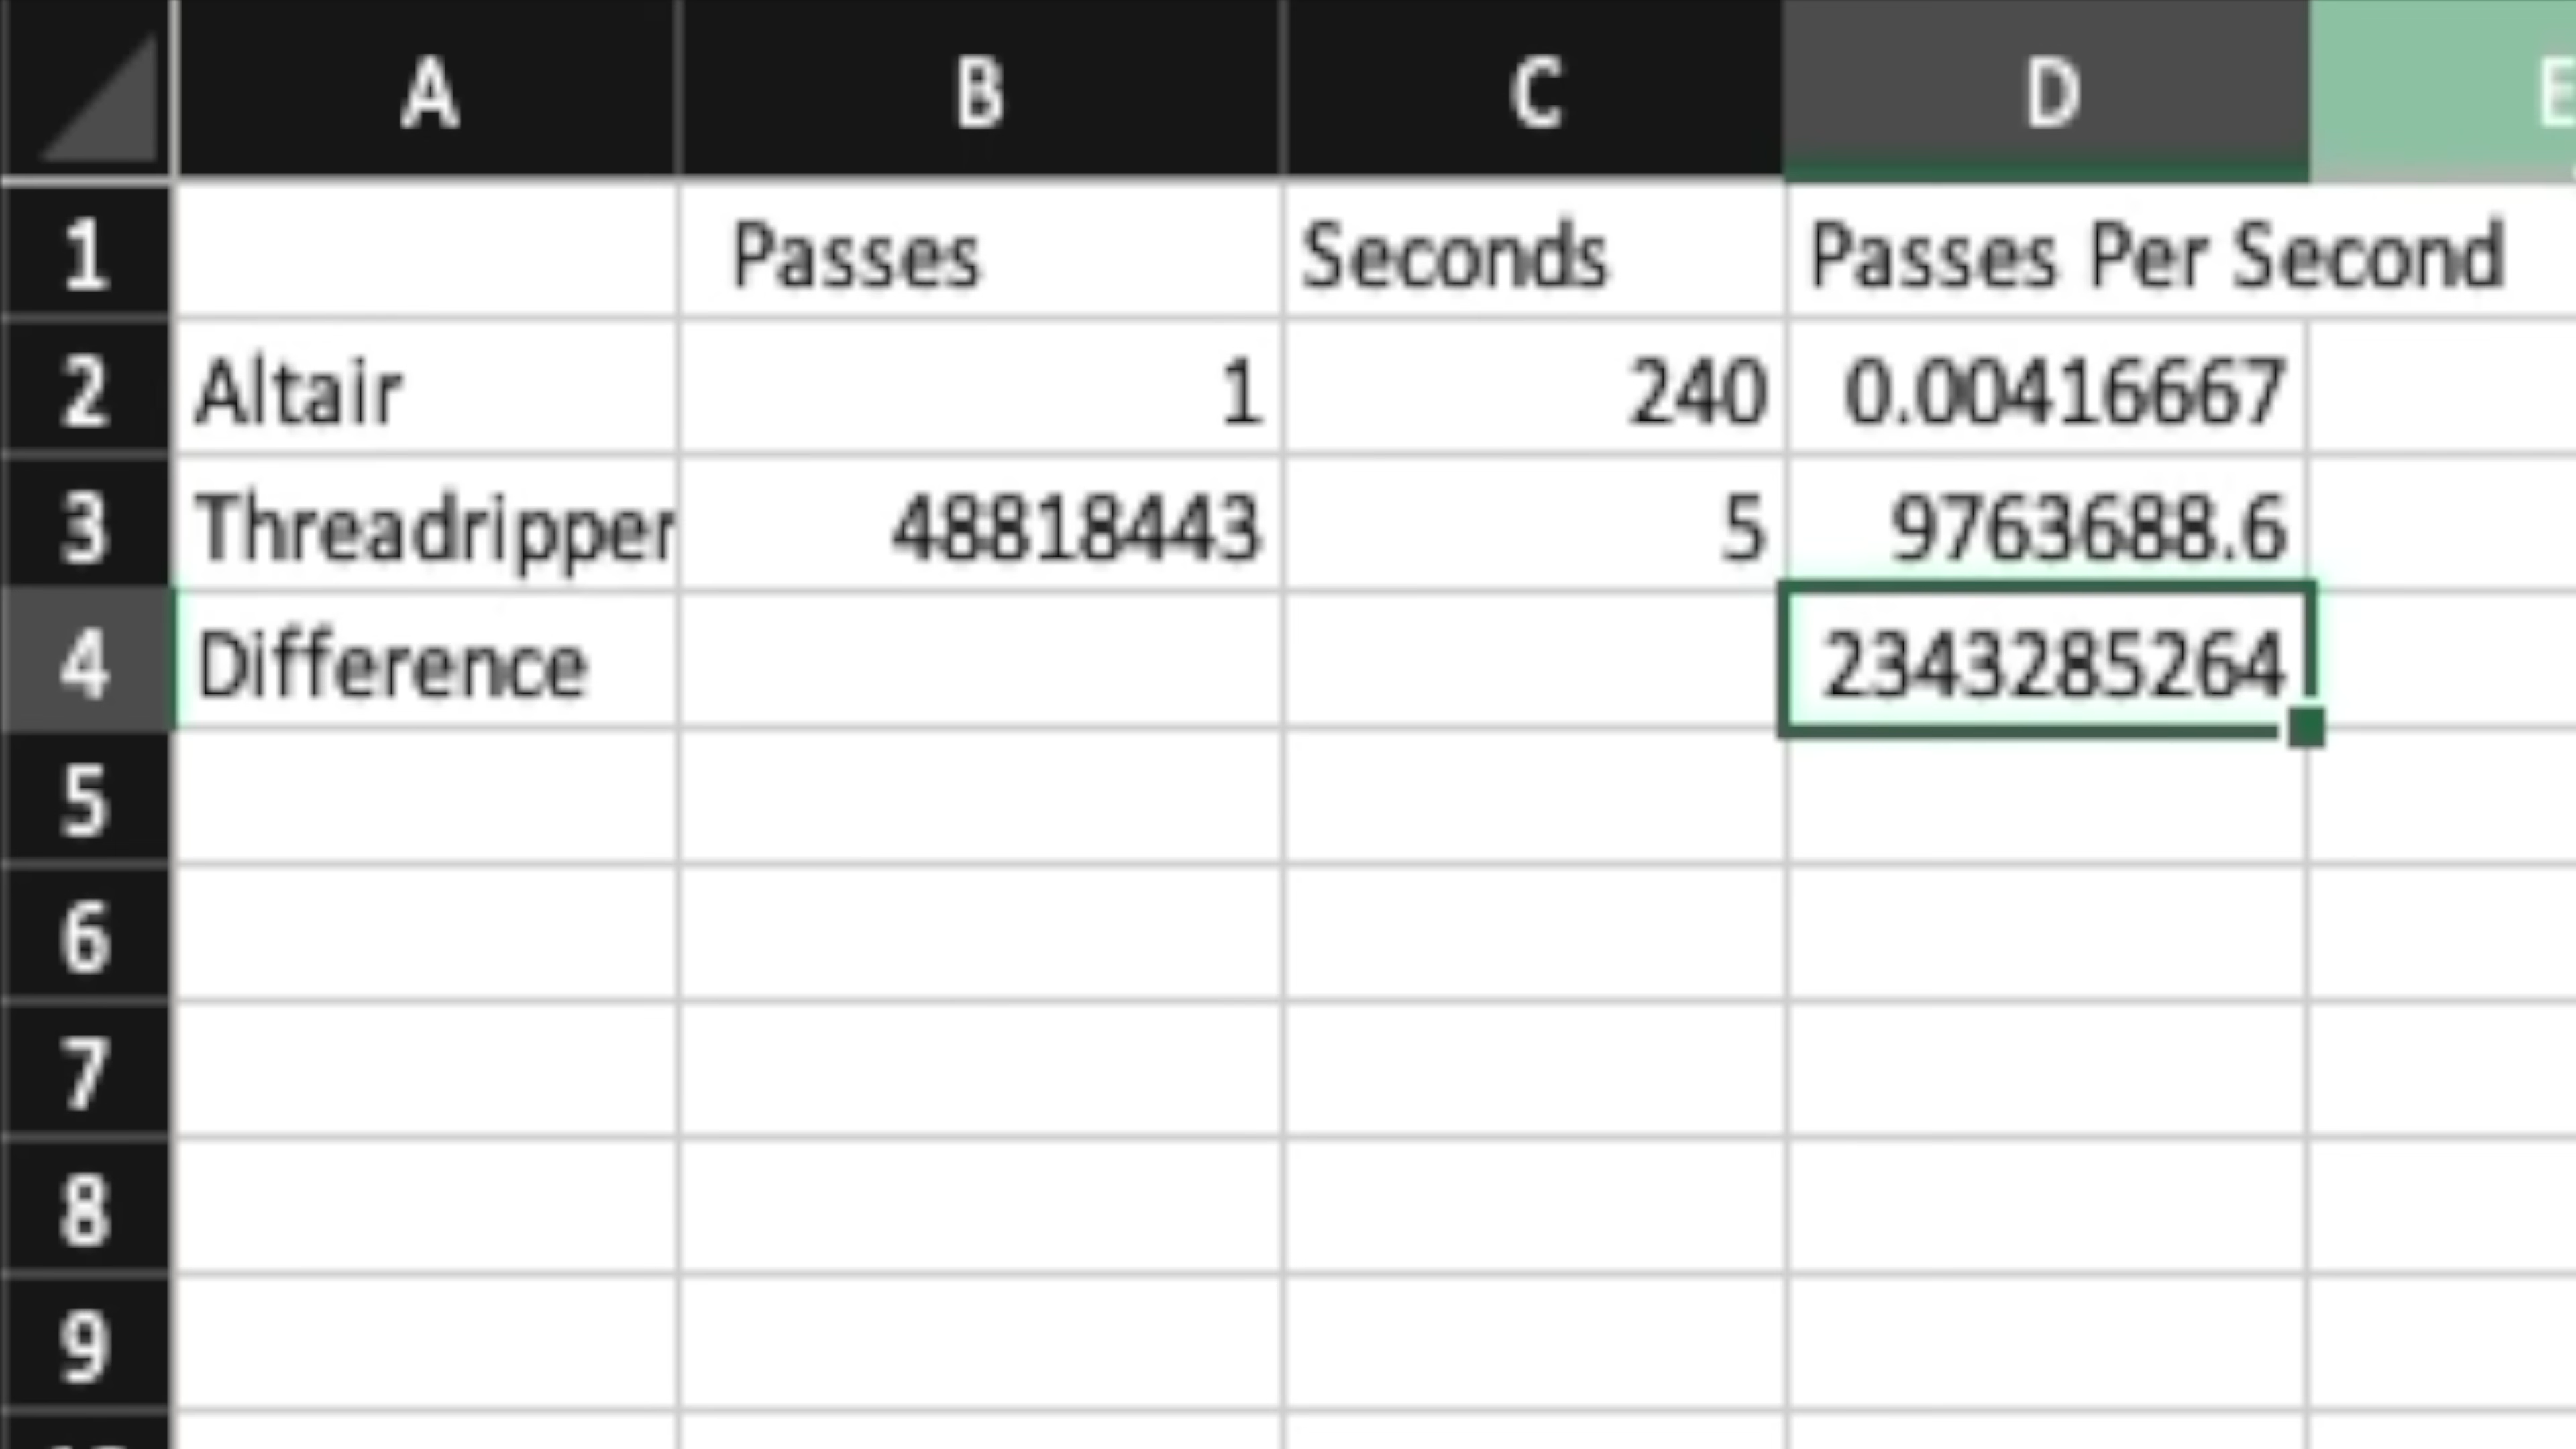 A B C D E
1 Passes Seconds Passes Per Second
2 Altair 1 240 0.00416667
3 Threadripper 48818443 5 9763688.6
4 Difference 2343285264
5
6
7
8
9